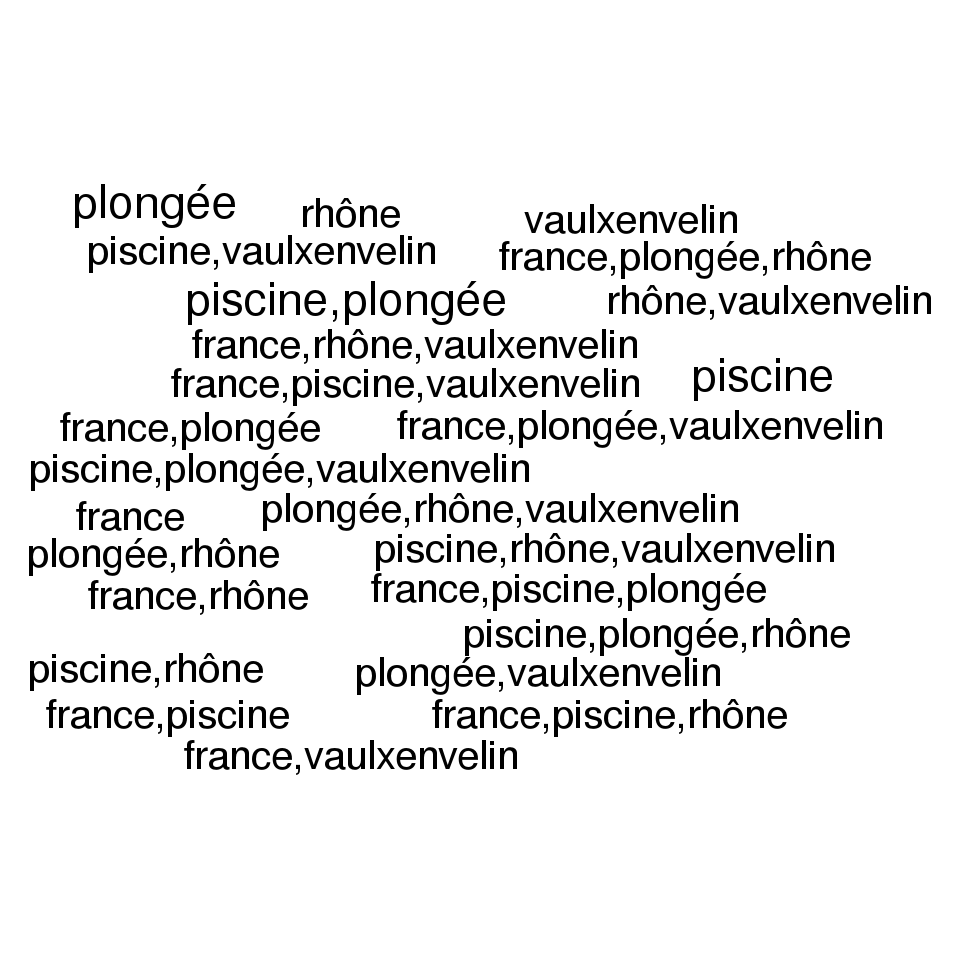 plongée
rhône
vaulxenvelin
piscine,vaulxenvelin
france,plongée,rhône
piscine,plongée
rhône,vaulxenvelin
france,rhône,vaulxenvelin
france,piscine,vaulxenvelin
piscine
france,plongée
france,plongée,vaulxenvelin
piscine,plongée,vaulxenvelin
france
plongée,rhône,vaulxenvelin
plongée,rhône
piscine,rhône,vaulxenvelin
france,rhône
france,piscine,plongée
piscine,plongée,rhône
piscine,rhône
plongée,vaulxenvelin
france,piscine
france,piscine,rhône
france,vaulxenvelin